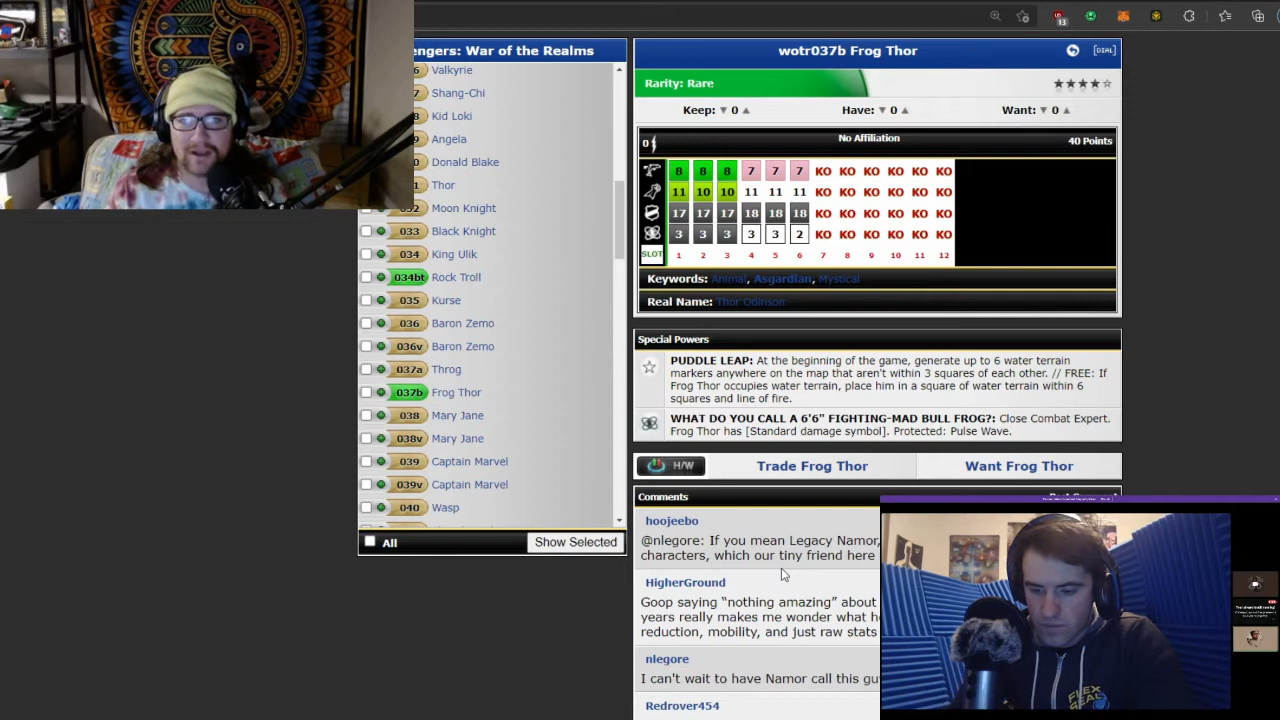 engers: War of the Realms
6 Valkyrie
7 Shang-Chi
8 Kid Loki
9 Angela
0 Donald Blake
1 Thor
032 Moon Knight
033 Black Knight
034 King Ulik
034bt Rock Troll
035 Kurse
036 Baron Zemo
036v Baron Zemo
037a Throg
037b Frog Thor
038 Mary Jane
038v Mary Jane
039 Captain Marvel
039v Captain Marvel
040 Wasp
All
Show Selected
13
wotr037b Frog Thor
[DIAL]
Rarity: Rare
Keep: ▼ 0 ▲ Have: ▼ 0 ▲ Want: ▼ 0 ▲
0 No Affiliation 40 Points
8 8 8 7 7 7 KO KO KO KO KO KO
11 10 10 11 11 11 KO KO KO KO KO KO
17 17 17 18 18 18 KO KO KO KO KO KO
3 3 3 3 3 2 KO KO KO KO KO KO
SLOT 1 2 3 4 5 6 7 8 9 10 11 12
Keywords: Animal, Asgardian, Mystical
Real Name: Thor Odinson
Special Powers
PUDDLE LEAP: At the beginning of the game, generate up to 6 water terrain
markers anywhere on the map that aren't within 3 squares of each other. // FREE: If
Frog Thor occupies water terrain, place him in a square of water terrain within 6
squares and line of fire.
WHAT DO YOU CALL A 6'6" FIGHTING-MAD BULL FROG?: Close Combat Expert.
Frog Thor has [Standard damage symbol]. Protected: Pulse Wave.
H/W Trade Frog Thor Want Frog Thor
Comments
hoojeebo
@nlegore: If you mean Legacy Namor,
characters, which our tiny friend here
HigherGround
Goop saying “nothing amazing” about
years really makes me wonder what he
reduction, mobility, and just raw stats
nlegore
I can't wait to have Namor call this gu
Redrover454
FLEX
SEAL